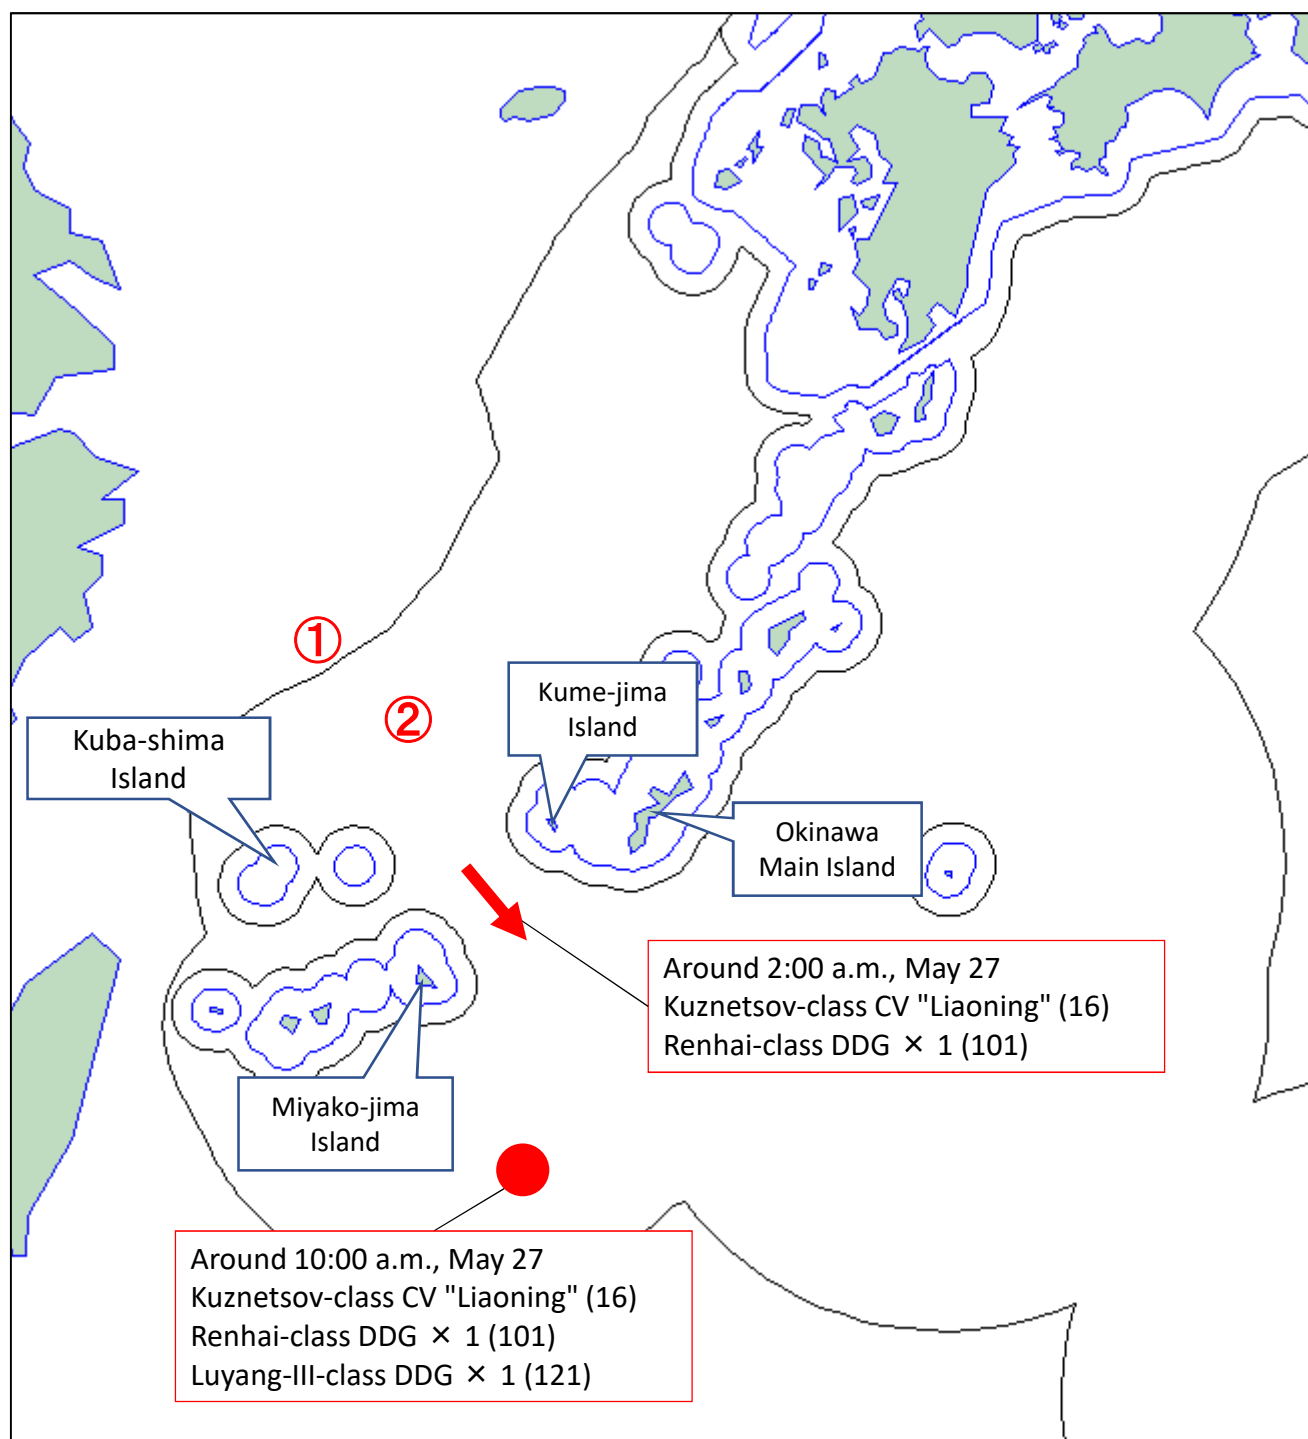 ①
②
Kuba-shima
Island
Kume-jima
Island
Okinawa
Main Island
Around 2:00 a.m., May 27
Kuznetsov-class CV "Liaoning" (16)
Renhai-class DDG × 1 (101)
Miyako-jima
Island
Around 10:00 a.m., May 27
Kuznetsov-class CV "Liaoning" (16)
Renhai-class DDG × 1 (101)
Luyang-III-class DDG × 1 (121)